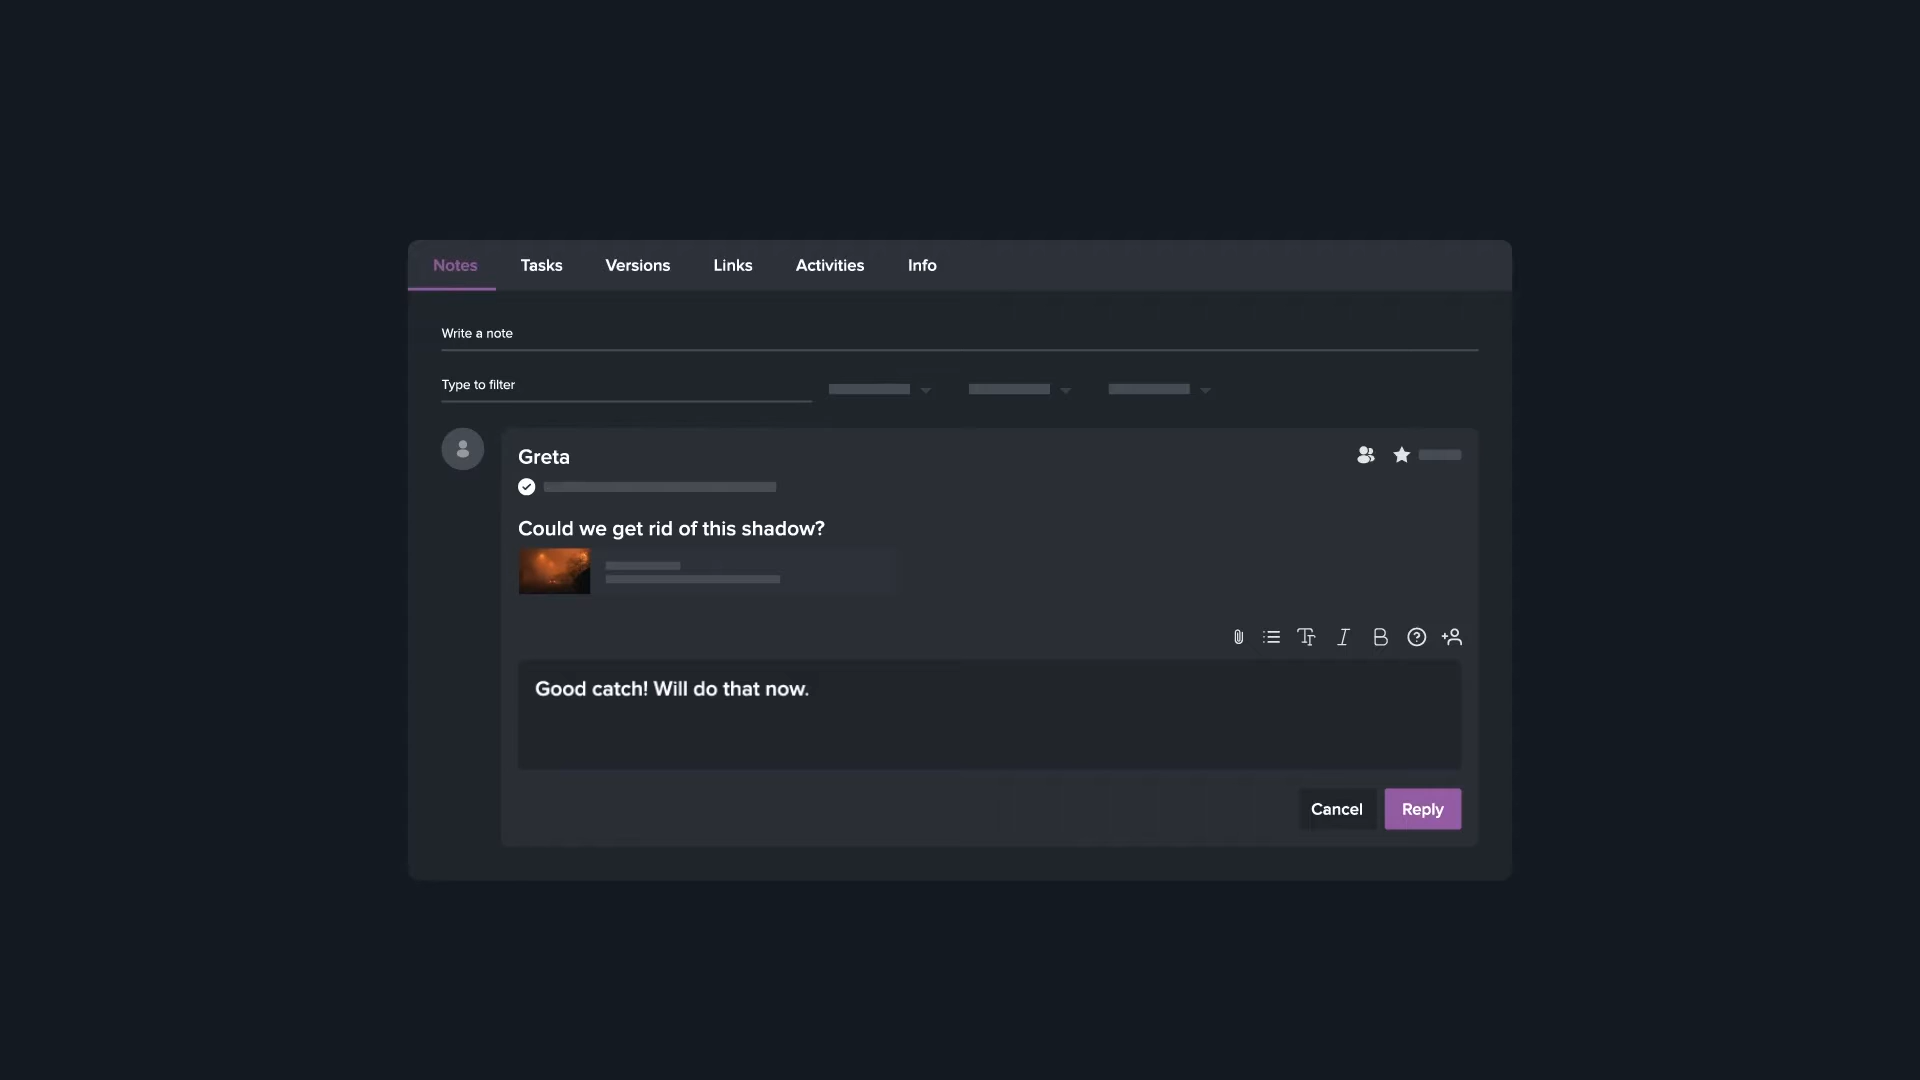 Notes Tasks Versions Links Activities Info
Write a note
Type to filter
Greta
Could we get rid of this shadow?
Good catch! Will do that now.
Cancel Reply